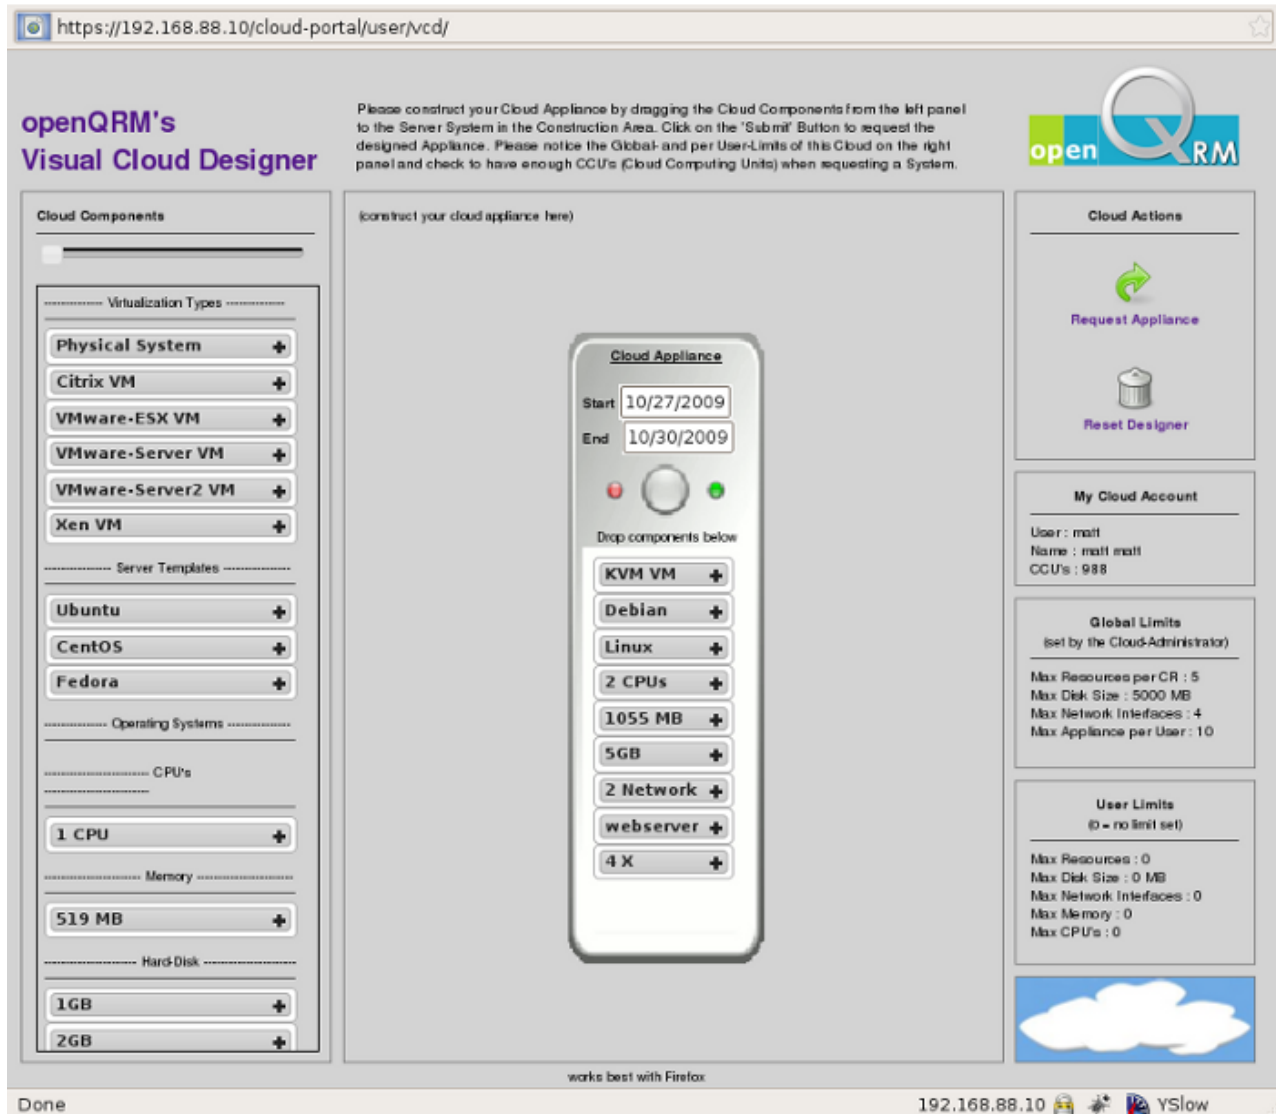 https://192.168.88.10/cloud-portal/user/vcd/
openQRM's
Visual Cloud Designer
Please construct your Cloud Appliance by dragging the Cloud Components from the left panel
to the Server System in the Construction Area. Click on the 'Submit' Button to request the
designed Appliance. Please notice the Global- and per User-Limits of this Cloud on the right
panel and check to have enough CCU's (Cloud Computing Units) when requesting a System.
open QRM
Cloud Components
------------- Virtualization Types -------------
Physical System
Citrix VM
VMware-ESX VM
VMware-Server VM
VMware-Server2 VM
Xen VM
--------------- Server Templates ---------------
Ubuntu
CentOS
Fedora
-------------- Operating Systems --------------
----------------------- CPU's
-----------------------
1 CPU
--------------------- Memory ---------------------
519 MB
-------------------- Hard-Disk --------------------
1GB
2GB
(construct your cloud appliance here)
Cloud Appliance
Start 10/27/2009
End 10/30/2009
Drop components below
KVM VM
Debian
Linux
2 CPUs
1055 MB
5GB
2 Network
webserver
4 X
Cloud Actions
Request Appliance
Reset Designer
My Cloud Account
User : matt
Name : matt matt
CCU's : 988
Global Limits
(set by the Cloud-Administrator)
Max Resources per CR : 5
Max Disk Size : 5000 MB
Max Network Interfaces : 4
Max Appliance per User : 10
User Limits
(0 = no limit set)
Max Resources : 0
Max Disk Size : 0 MB
Max Network Interfaces : 0
Max Memory : 0
Max CPU's : 0
works best with Firefox
Done
192.168.88.10
YSlow